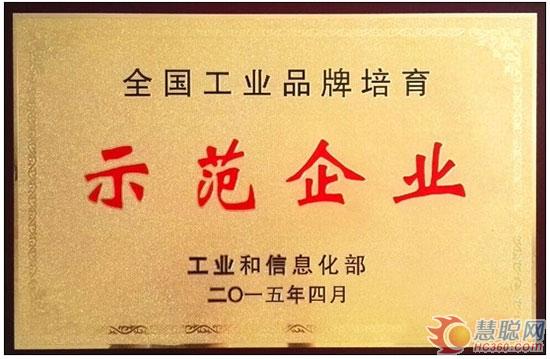 全国工业品牌培育
示范企业
工业和信息化部
二〇一五年四月
慧聪网
HC360.com